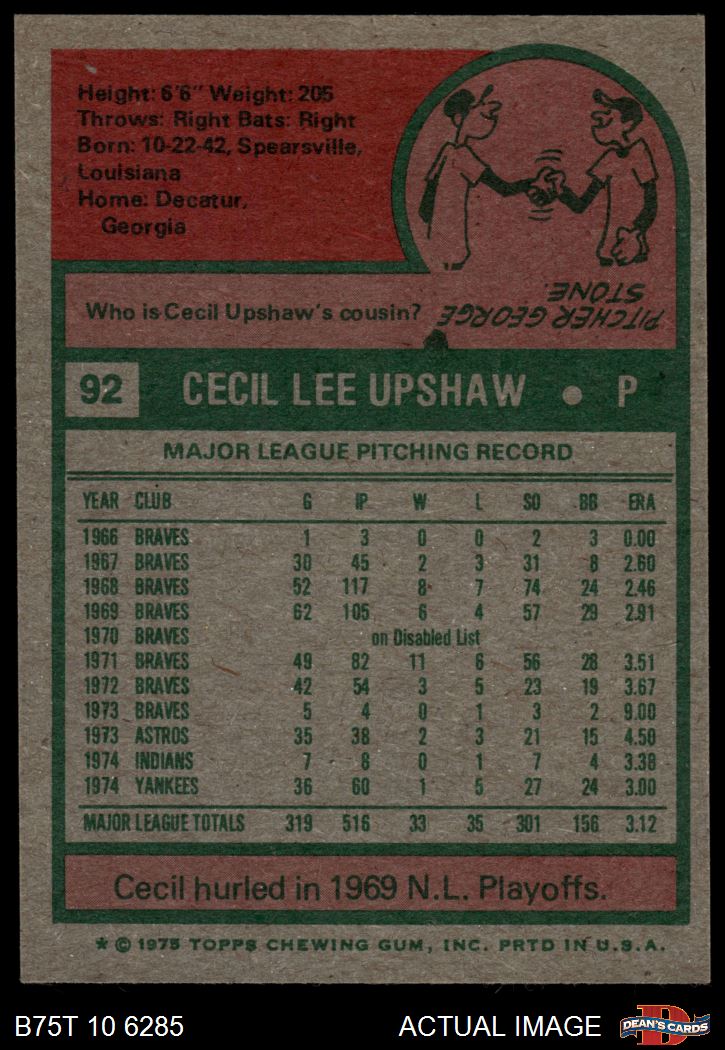 Height: 6'6" Weight: 205
Throws: Right Bats: Right
Born: 10-22-42, Spearsville,
Louisiana
Home: Decatur,
Georgia
Who is Cecil Upshaw's cousin?
PITCHER GEORGE
STONE.
92 CECIL LEE UPSHAW • P
MAJOR LEAGUE PITCHING RECORD
YEAR CLUB G IP W L SO BB ERA
1966 BRAVES 1 3 0 0 2 3 0.00
1967 BRAVES 30 45 2 3 31 8 2.60
1968 BRAVES 52 117 8 7 74 24 2.46
1969 BRAVES 62 105 6 4 57 29 2.91
1970 BRAVES on Disabled List
1971 BRAVES 49 82 11 6 56 28 3.51
1972 BRAVES 42 54 3 5 23 19 3.67
1973 BRAVES 5 4 0 1 3 2 9.00
1973 ASTROS 35 38 2 3 21 15 4.50
1974 INDIANS 7 8 0 1 7 4 3.38
1974 YANKEES 36 60 1 5 27 24 3.00
MAJOR LEAGUE TOTALS 319 516 33 35 301 156 3.12
Cecil hurled in 1969 N.L. Playoffs.
* © 1975 TOPPS CHEWING GUM, INC. PRTD IN U.S.A.
B75T 10 6285 ACTUAL IMAGE DEAN'S CARDS